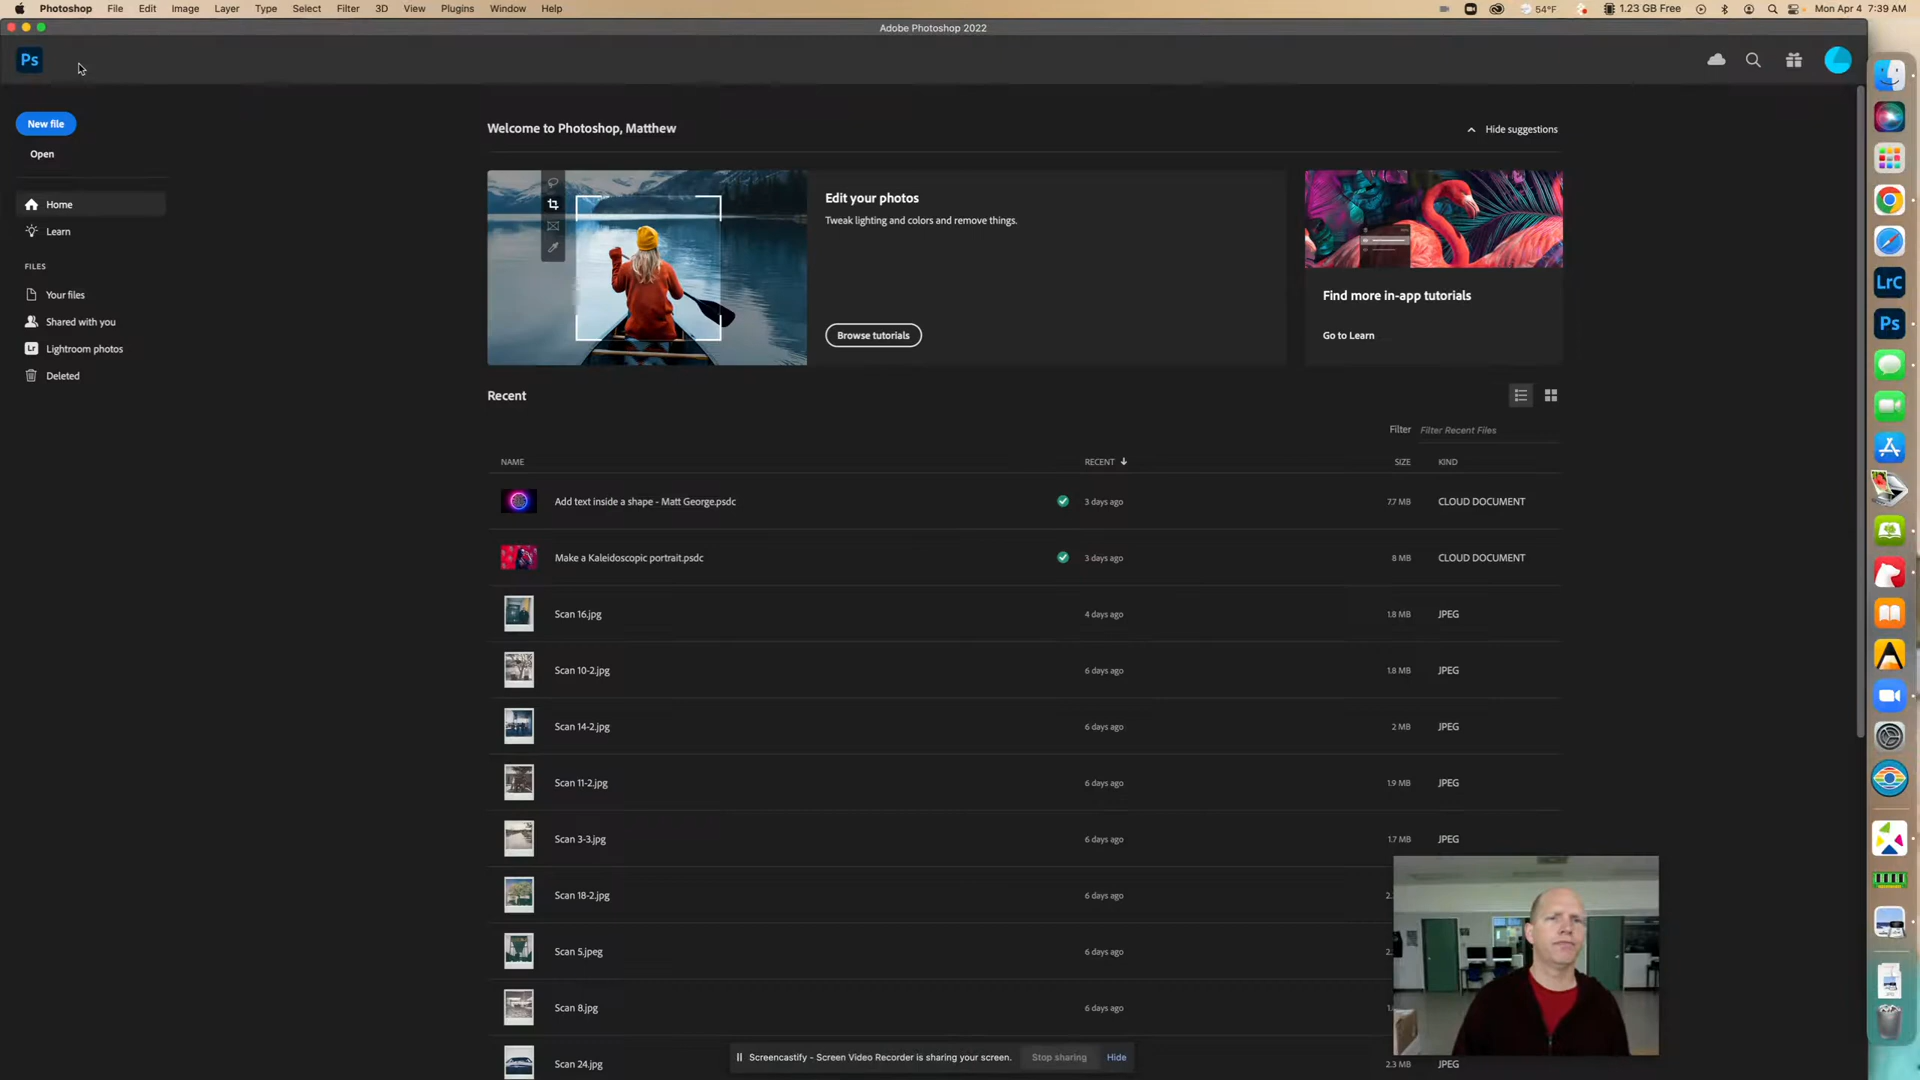 Photoshop File Edit Image Layer Type Select Filter 3D View Plugins Window Help 54°F 1.23 GB Free Mon Apr 4 7:39 AM
Adobe Photoshop 2022
Ps
New file
Open
Home
Learn
FILES
Your files
Shared with you
Lr Lightroom photos
Deleted
Welcome to Photoshop, Matthew
Hide suggestions
Edit your photos
Tweak lighting and colors and remove things.
Browse tutorials
Find more in-app tutorials
Go to Learn
Recent
Filter Filter Recent Files
NAME RECENT SIZE KIND
Add text inside a shape - Matt George.psdc 3 days ago 7.7 MB CLOUD DOCUMENT
Make a Kaleidoscopic portrait.psdc 3 days ago 8 MB CLOUD DOCUMENT
Scan 16.jpg 4 days ago 1.8 MB JPEG
Scan 10-2.jpg 6 days ago 1.8 MB JPEG
Scan 14-2.jpg 6 days ago 2 MB JPEG
Scan 11-2.jpg 6 days ago 1.9 MB JPEG
Scan 3-3.jpg 6 days ago 1.7 MB JPEG
Scan 18-2.jpg 6 days ago 2.
Scan 5.jpeg 6 days ago 2.
Scan 8.jpg 6 days ago
Screencastify - Screen Video Recorder is sharing your screen. Stop sharing Hide
Scan 24.jpg 2.3 MB JPEG
LrC
Ps